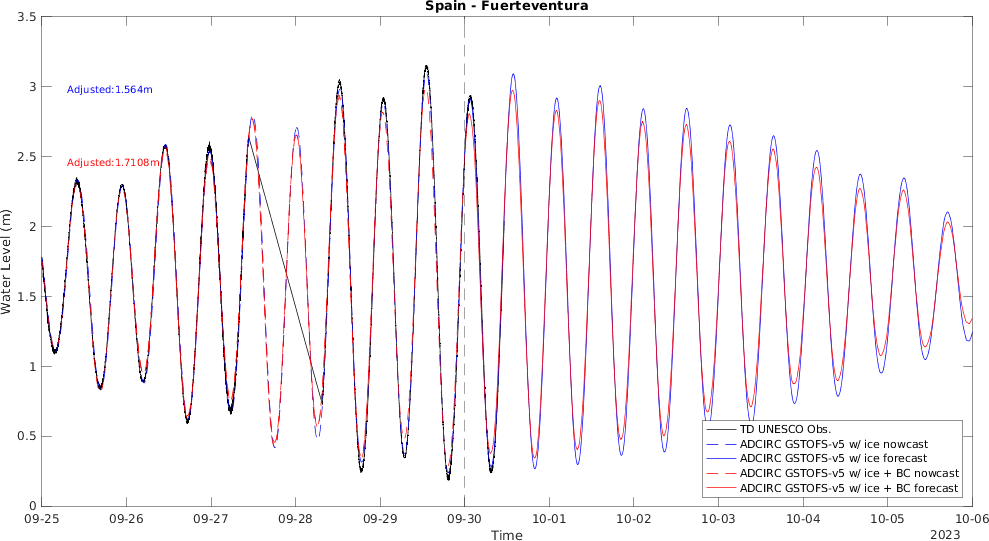 Spain - Fuerteventura
3.5
3
2.5
2
1.5
1
0.5
0
Water Level (m)
Adjusted:1.564m
Adjusted:1.7108m
TD UNESCO Obs.
ADCIRC GSTOFS-v5 w/ ice nowcast
ADCIRC GSTOFS-v5 w/ ice forecast
ADCIRC GSTOFS-v5 w/ ice + BC nowcast
ADCIRC GSTOFS-v5 w/ ice + BC forecast
09-25 09-26 09-27 09-28 09-29 09-30 10-01 10-02 10-03 10-04 10-05 10-06
Time
2023